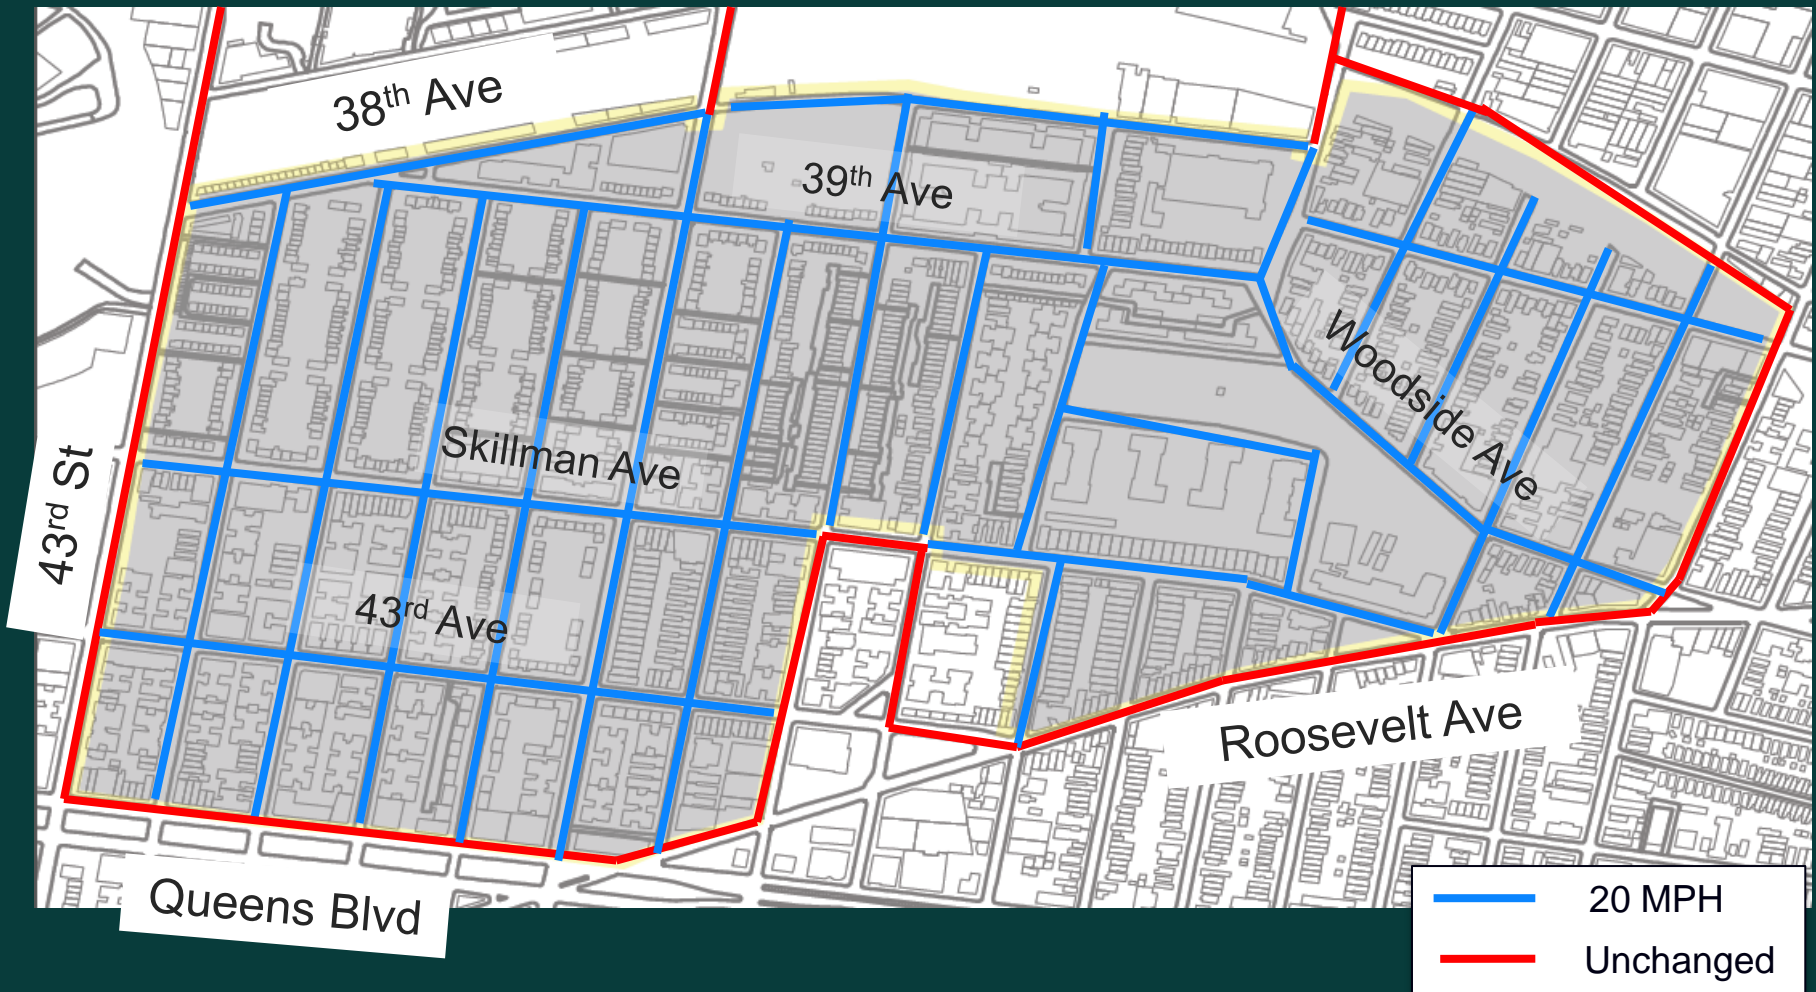 38th Ave
39th Ave
Woodside Ave
Skillman Ave
43rd St
43rd Ave
Roosevelt Ave
Queens Blvd
20 MPH
Unchanged